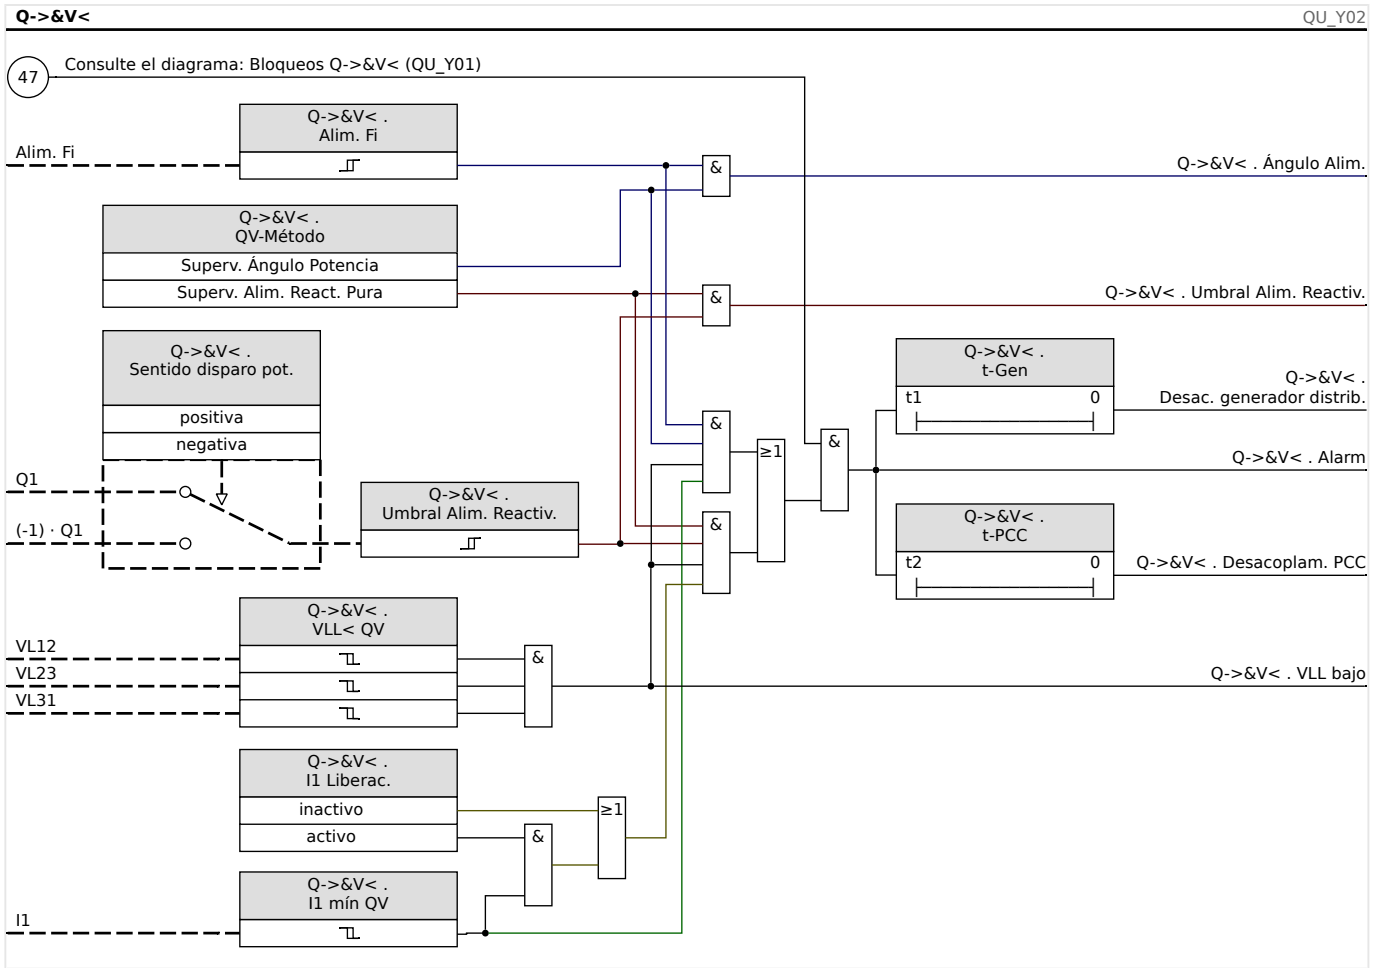 Q->&V<
QU_Y02
47
Consulte el diagrama: Bloqueos Q->&V< (QU_Y01)
Q->&V< .
Alim. Fi
Alim. Fi
&
Q->&V< . Ángulo Alim.
Q->&V< .
QV-Método
Superv. Ángulo Potencia
Superv. Alim. React. Pura
&
Q->&V< . Umbral Alim. Reactiv.
Q->&V< .
Sentido disparo pot.
positiva
negativa
Q->&V< .
t-Gen
t1 0
Q->&V< .
Desac. generador distrib.
&
≥1
&
Q->&V< . Alarm
Q1
(-1) · Q1
Q->&V< .
Umbral Alim. Reactiv.
&
Q->&V< .
t-PCC
t2 0
Q->&V< . Desacoplam. PCC
Q->&V< .
VLL< QV
VL12
VL23
VL31
&
Q->&V< . VLL bajo
Q->&V< .
I1 Liberac.
inactivo
activo
≥1
&
Q->&V< .
I1 mín QV
I1